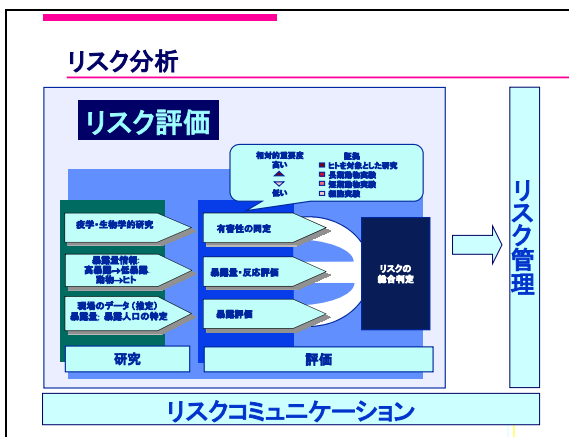 リスク分析
リスク評価
相対的重要度
高い
低い
証拠
ヒトを対象とした研究
長期動物実験
短期動物実験
細胞実験
疫学・生物学的研究
有害性の同定
暴露量情報:
高暴露→低暴露
動物→ヒト
暴露量・反応評価
現場のデータ(推定)
暴露量: 暴露人口の特定
暴露評価
リスクの
総合判定
研究
評価
リスク管理
リスクコミュニケーション